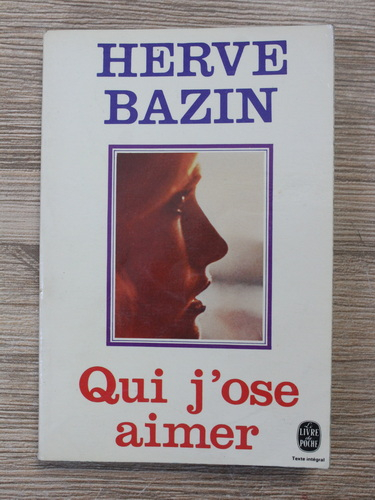 HERVE
BAZIN
Qui j'ose
aimer
Le
LIVRE
de
POCHE
Texte intégral